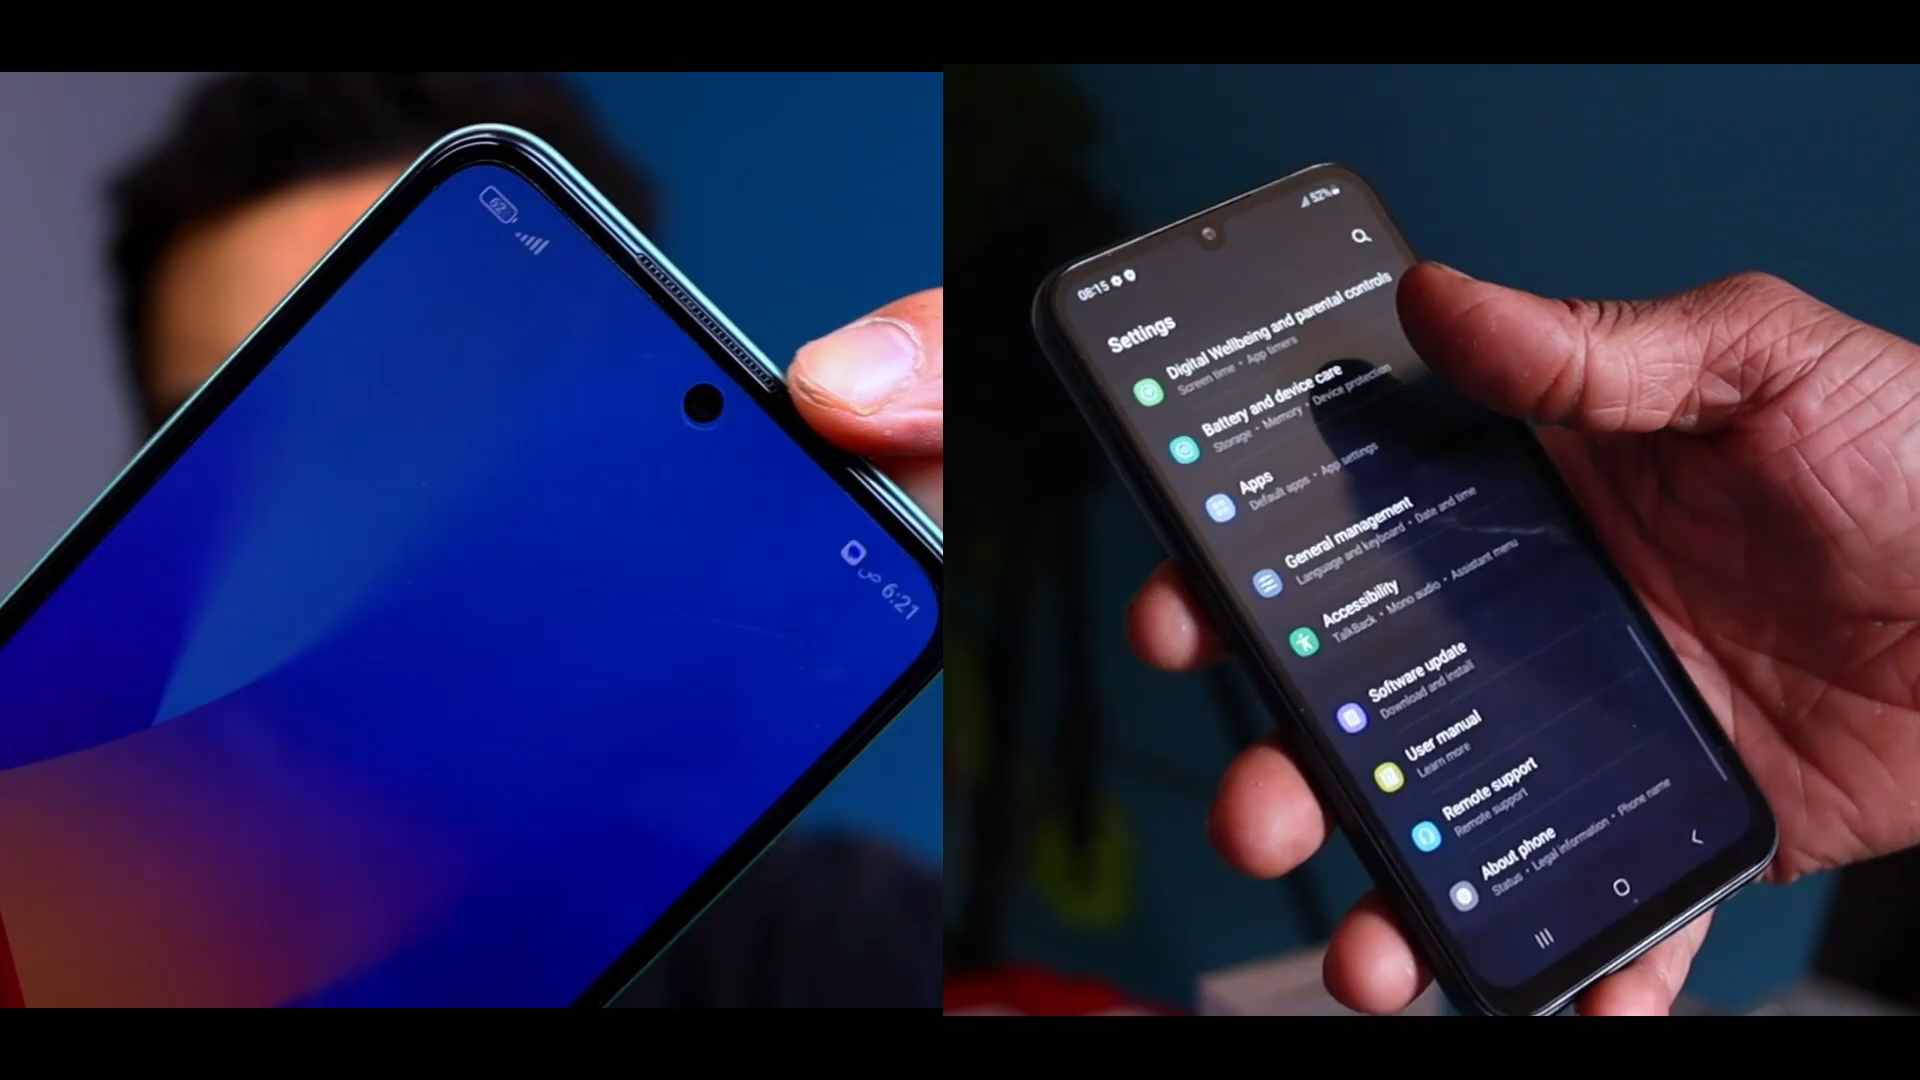 62
6:21 ص
08:15
52%
Settings
Digital Wellbeing and parental controls
Screen time • App timers
Battery and device care
Storage • Memory • Device protection
Apps
Default apps • App settings
General management
Language and keyboard • Date and time
Accessibility
TalkBack • Mono audio • Assistant menu
Software update
Download and install
User manual
Learn more
Remote support
Remote support
About phone
Status • Legal information • Phone name